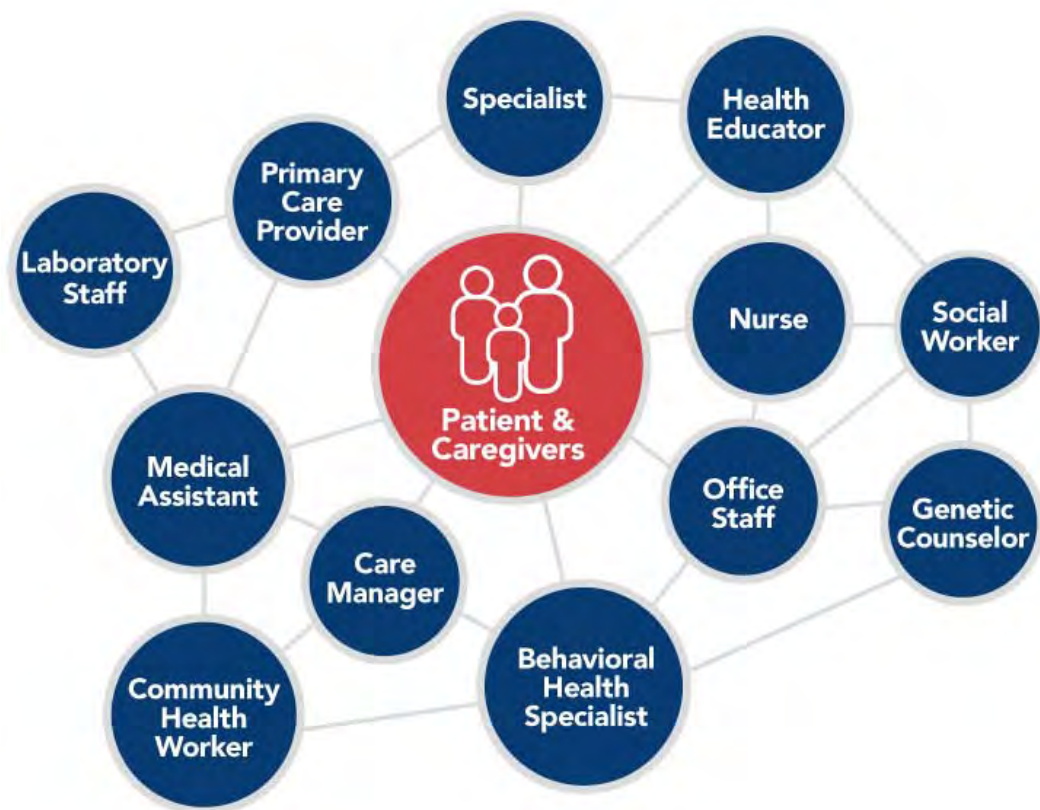 Specialist
Health
Educator
Primary
Care
Provider
Laboratory
Staff
Nurse
Social
Worker
Patient &
Caregivers
Medical
Assistant
Office
Staff
Genetic
Counselor
Care
Manager
Behavioral
Health
Specialist
Community
Health
Worker